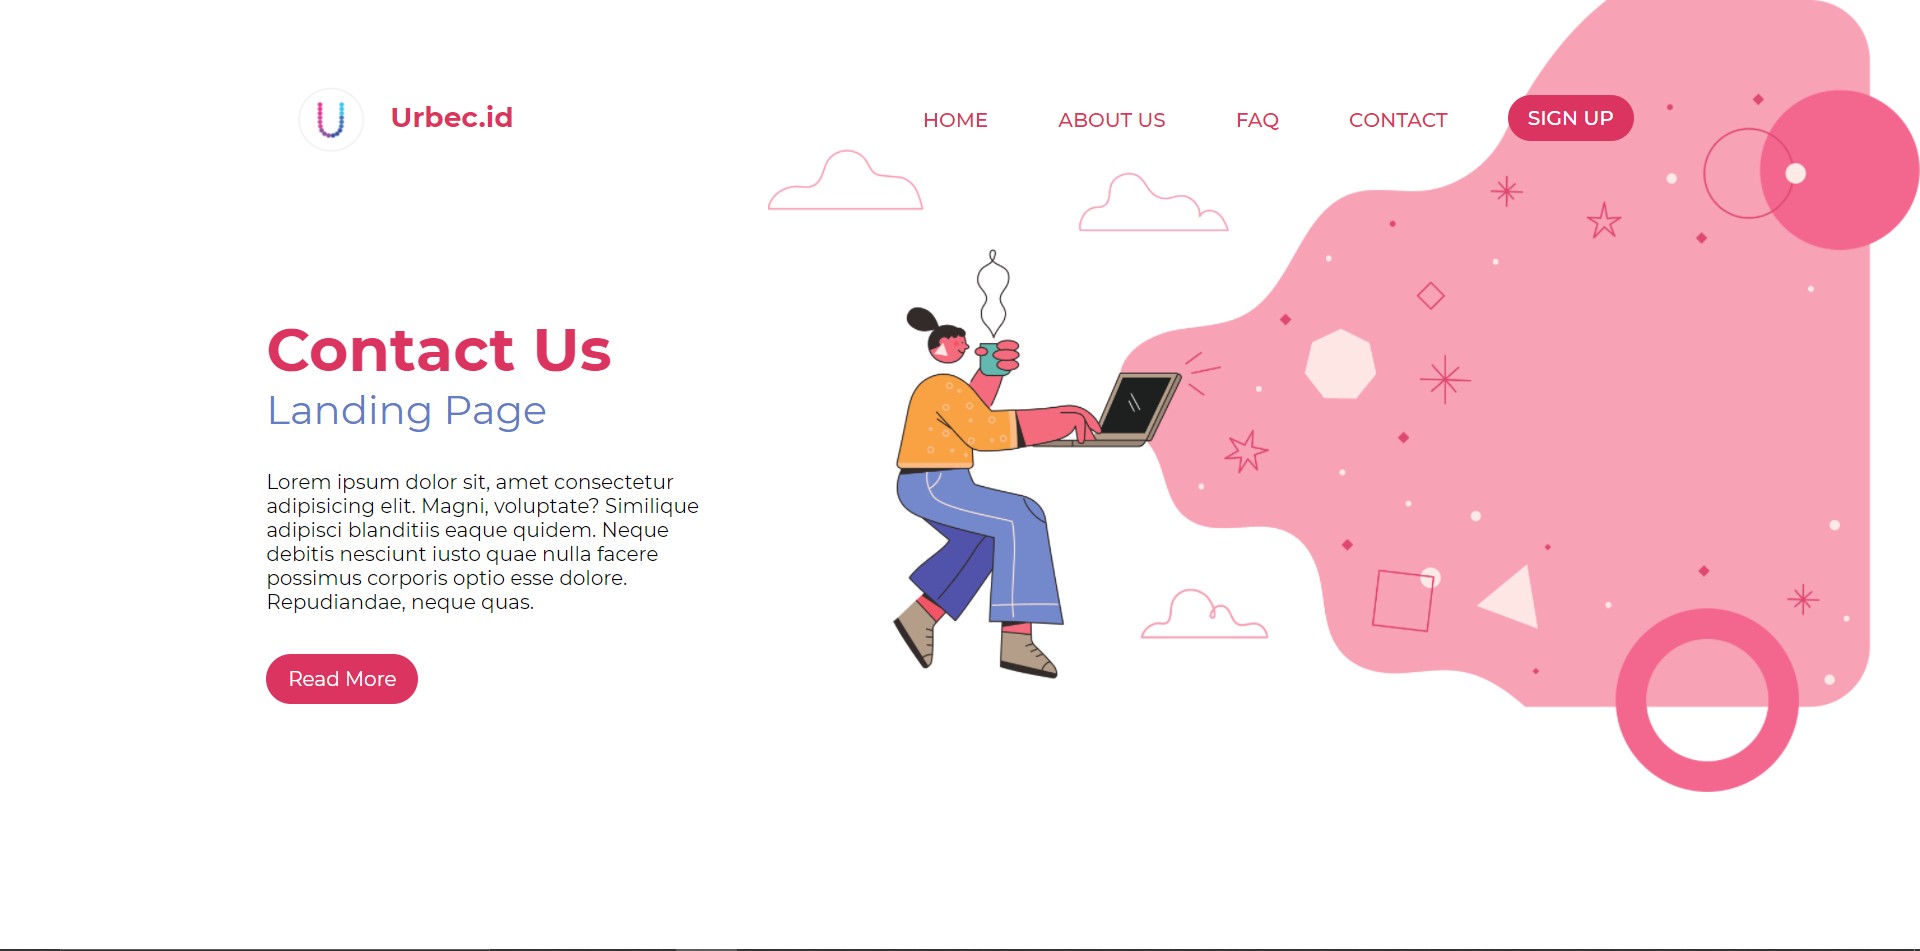 U
Urbec.id
HOME
ABOUT US
FAQ
CONTACT
SIGN UP
Contact Us
Landing Page
Lorem ipsum dolor sit, amet consectetur
adipisicing elit. Magni, voluptate? Similique
adipisci blanditiis eaque quidem. Neque
debitis nesciunt iusto quae nulla facere
possimus corporis optio esse dolore.
Repudiandae, neque quas.
Read More